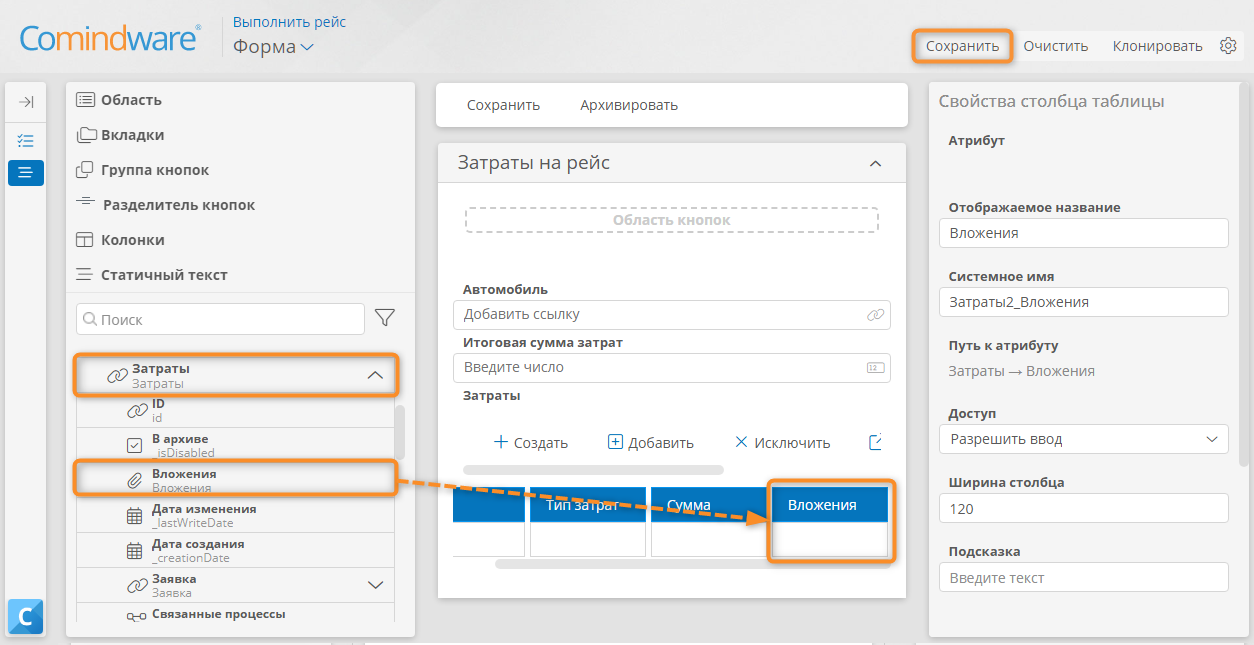 Comindware®
Выполнить рейс
Форма
Сохранить
Очистить
Клонировать
Область
Вкладки
Группа кнопок
Разделитель кнопок
Колонки
Статичный текст
Поиск
Затраты
Затраты
ID
id
В архиве
_isDisabled
Вложения
Вложения
Дата изменения
_lastWriteDate
Дата создания
_creationDate
Заявка
Заявка
Связанные процессы
C
Сохранить
Архивировать
Затраты на рейс
Область кнопок
Автомобиль
Добавить ссылку
Итоговая сумма затрат
Введите число
12
Затраты
Создать
Добавить
Исключить
Тип затрат
Сумма
Вложения
Свойства столбца таблицы
Атрибут
Отображаемое название
Вложения
Системное имя
Затраты2_Вложения
Путь к атрибуту
Затраты → Вложения
Доступ
Разрешить ввод
Ширина столбца
120
Подсказка
Введите текст